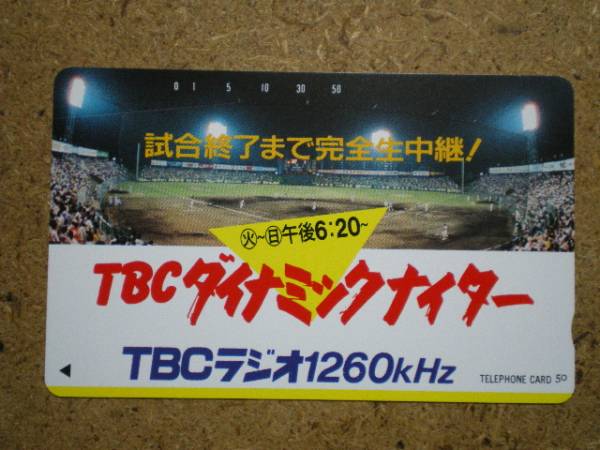 0 1 5 10 30 50
試合終了まで完全生中継!
㊋~㊐午後6:20~
TBCダイナミックナイター
TBCラジオ1260kHz
TELEPHONE CARD 50